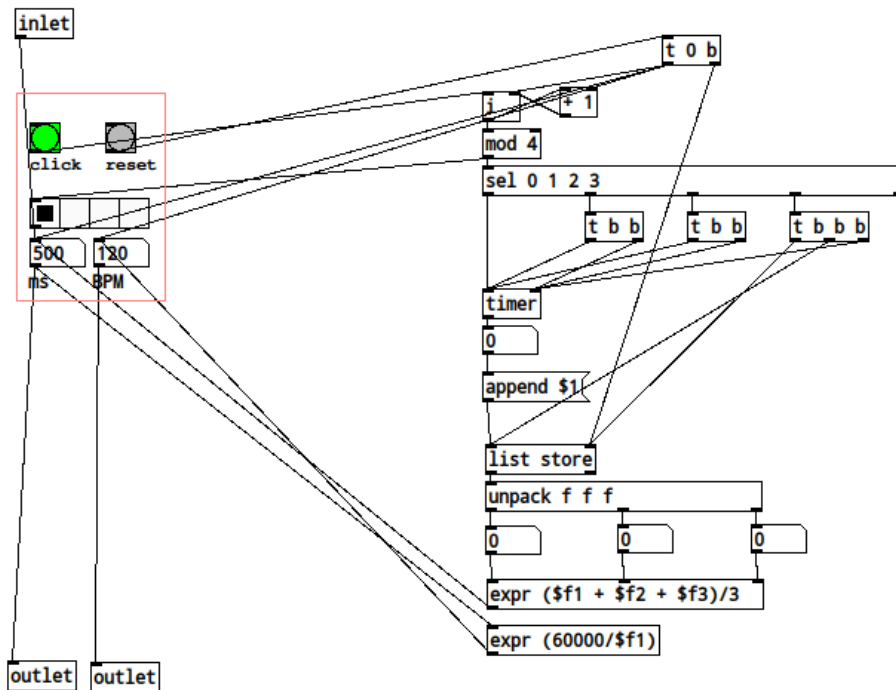 inlet
t 0 b
i
+ 1
click
reset
mod 4
sel 0 1 2 3
t b b
t b b
t b b b
500
120
ms
BPM
timer
0
append $1
list store
unpack f f f
0
0
0
expr ($f1 + $f2 + $f3)/3
expr (60000/$f1)
outlet
outlet